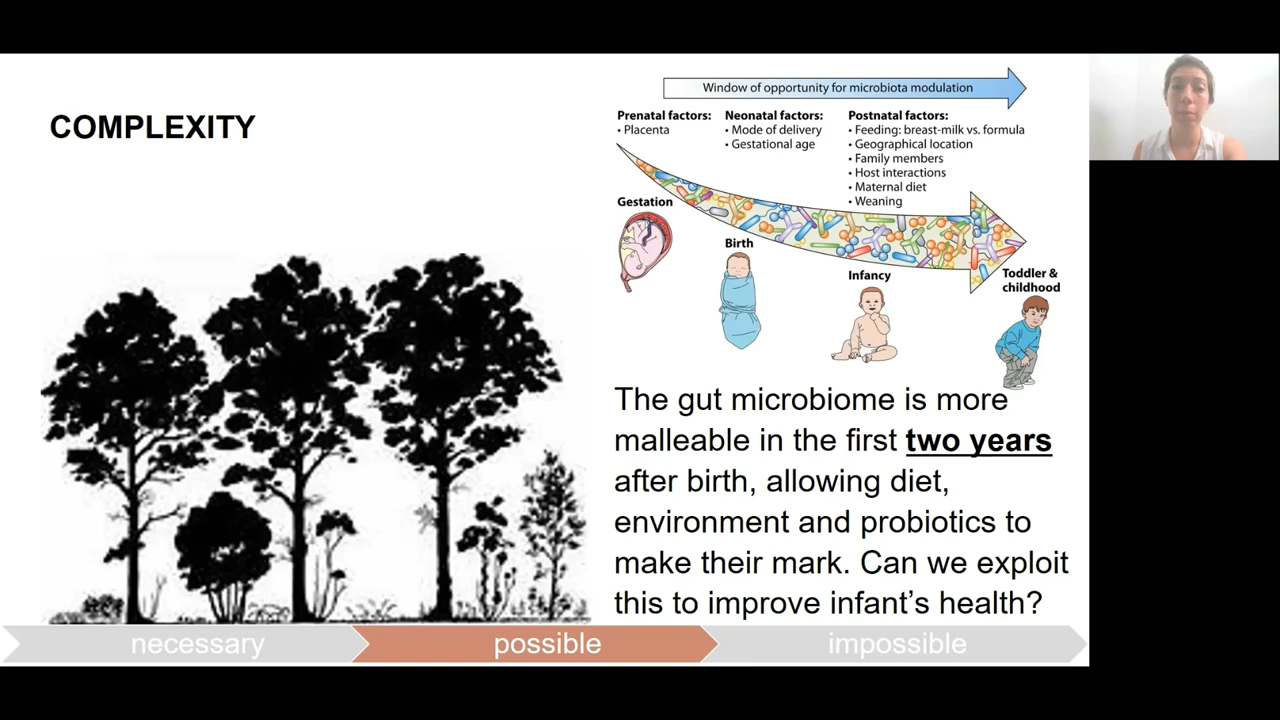 COMPLEXITY
Window of opportunity for microbiota modulation
Prenatal factors:
• Placenta
Neonatal factors:
• Mode of delivery
• Gestational age
Postnatal factors:
• Feeding: breast-milk vs. formula
• Geographical location
• Family members
• Host interactions
• Maternal diet
• Weaning
Gestation
Birth
Infancy
Toddler &
childhood
The gut microbiome is more
malleable in the first two years
after birth, allowing diet,
environment and probiotics to
make their mark. Can we exploit
this to improve infant’s health?
necessary
possible
impossible